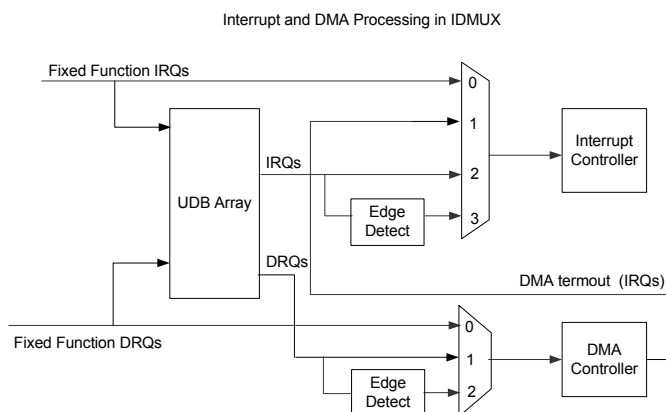 Interrupt and DMA Processing in IDMUX
Fixed Function IRQs
0
1
Interrupt
Controller
IRQs
2
UDB Array
Edge
Detect
3
DRQs
DMA termout (IRQs)
0
Fixed Function DRQs
1
DMA
Controller
Edge
Detect
2